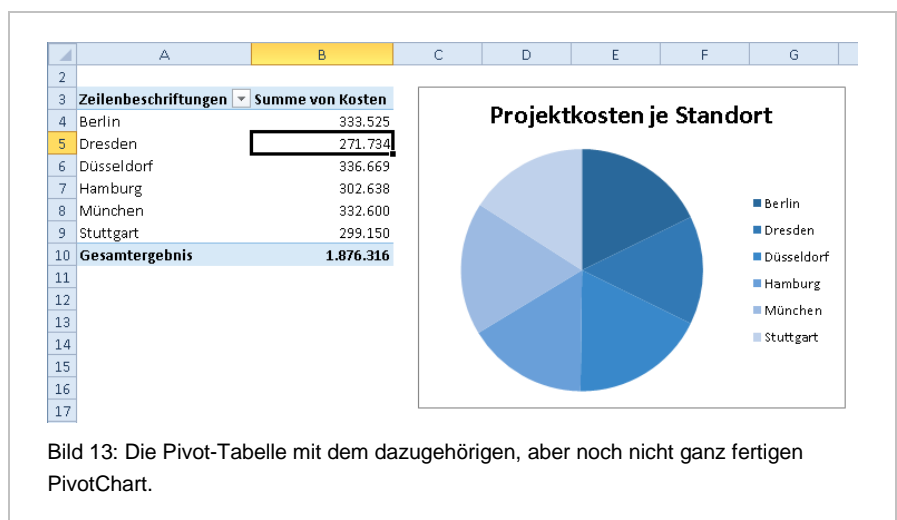 A B C D E F G
2
3 Zeilenbeschriftungen Summe von Kosten
4 Berlin 333.525
5 Dresden 271.734
6 Düsseldorf 336.669
7 Hamburg 302.638
8 München 332.600
9 Stuttgart 299.150
10 Gesamtergebnis 1.876.316
11
12
13
14
15
16
17
Projektkosten je Standort
Berlin
Dresden
Düsseldorf
Hamburg
München
Stuttgart
Bild 13: Die Pivot-Tabelle mit dem dazugehörigen, aber noch nicht ganz fertigen
PivotChart.